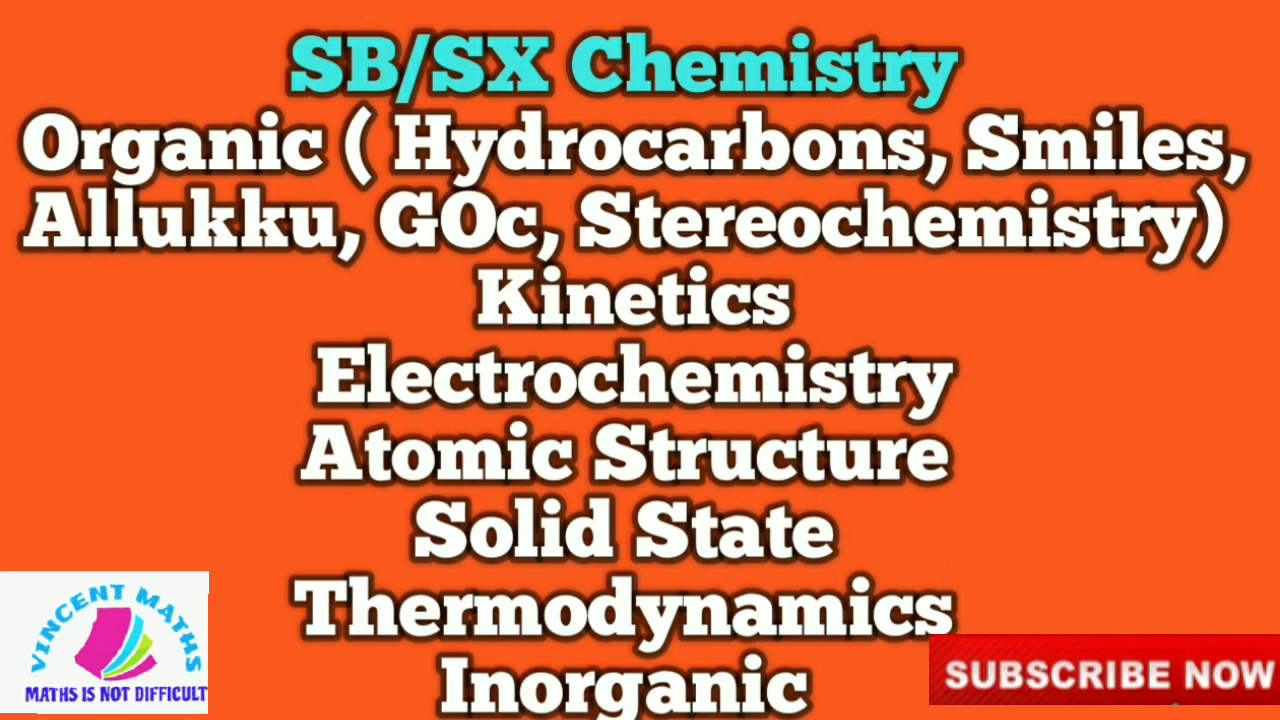 SB/SX Chemistry
Organic ( Hydrocarbons, Smiles,
Allukku, GOc, Stereochemistry)
Kinetics
Electrochemistry
Atomic Structure
Solid State
Thermodynamics
Inorganic
VINCENT MATHS
MATHS IS NOT DIFFICULT
SUBSCRIBE NOW